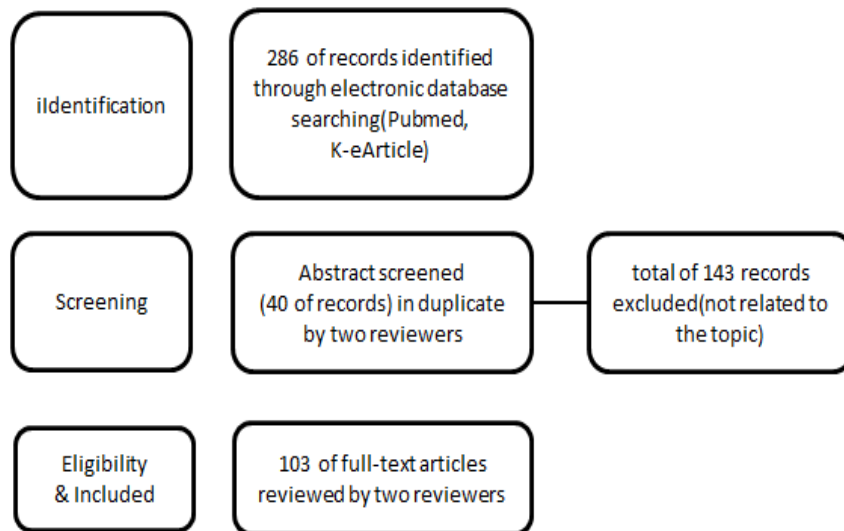 iIdentification
286 of records identified
through electronic database
searching(Pubmed,
K-eArticle)
Screening
Abstract screened
(40 of records) in duplicate
by two reviewers
total of 143 records
excluded(not related to
the topic)
Eligibility
& Included
103 of full-text articles
reviewed by two reviewers